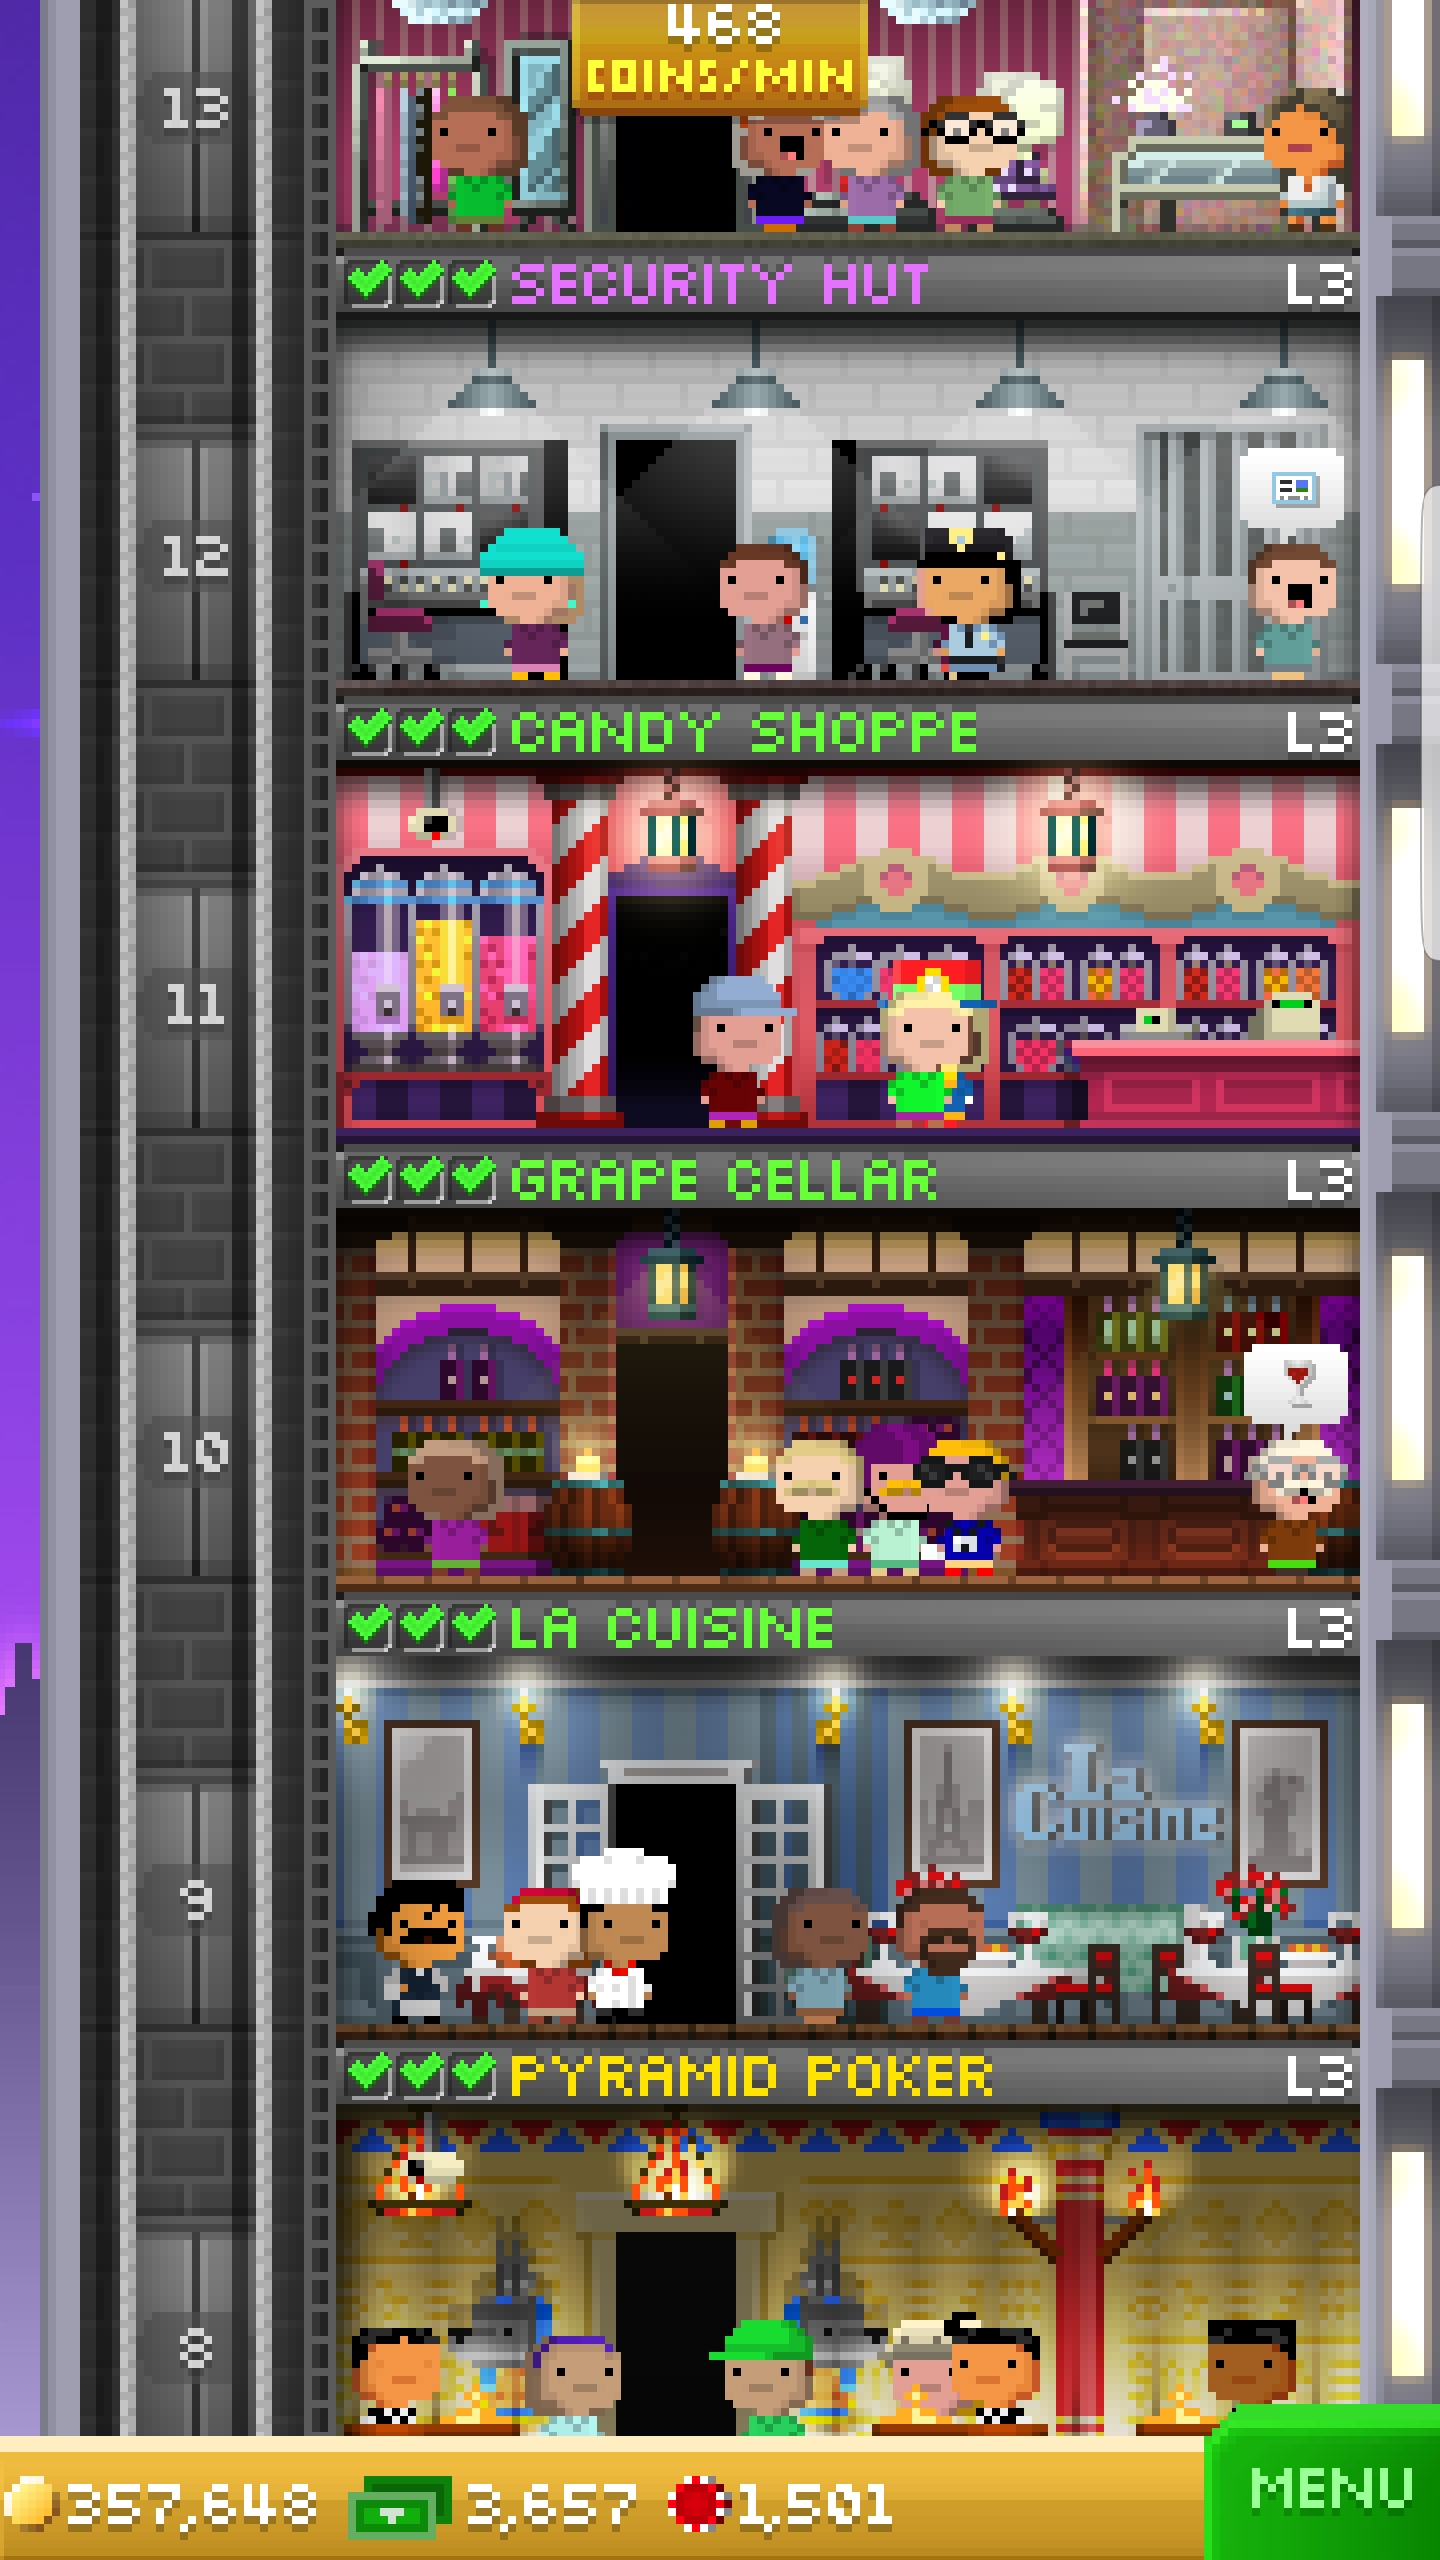 468
COINS/MIN
13
SECURITY HUT L3
12
CANDY SHOPPE L3
11
GRAPE CELLAR L3
10
LA CUISINE L3
La
Cuisine
9
PYRAMID POKER L3
8
357,648 3,657 1,501
MENU